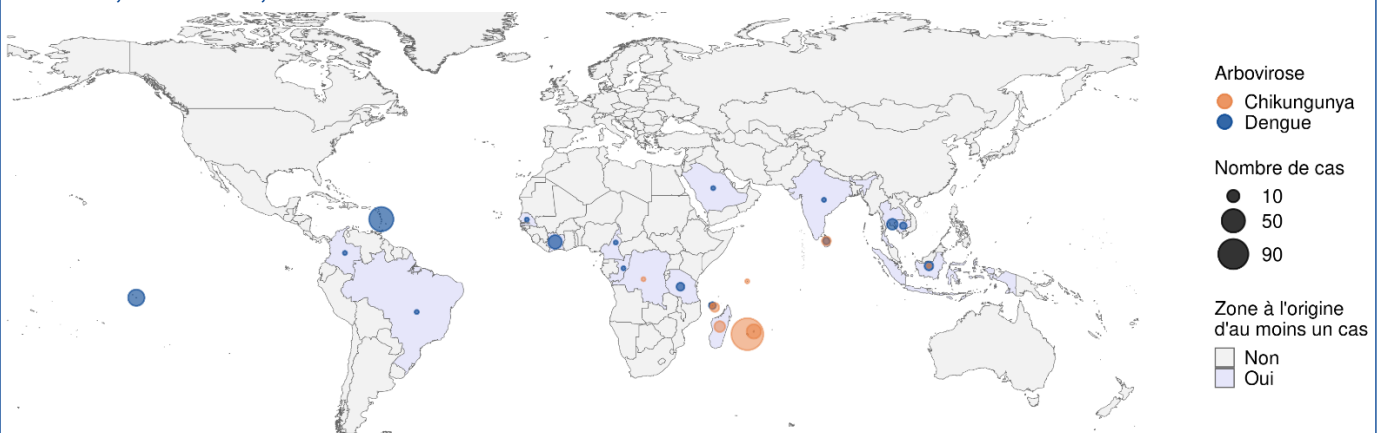 Arbovirose
Chikungunya
Dengue
Nombre de cas
10
50
90
Zone à l'origine
d'au moins un cas
Non
Oui